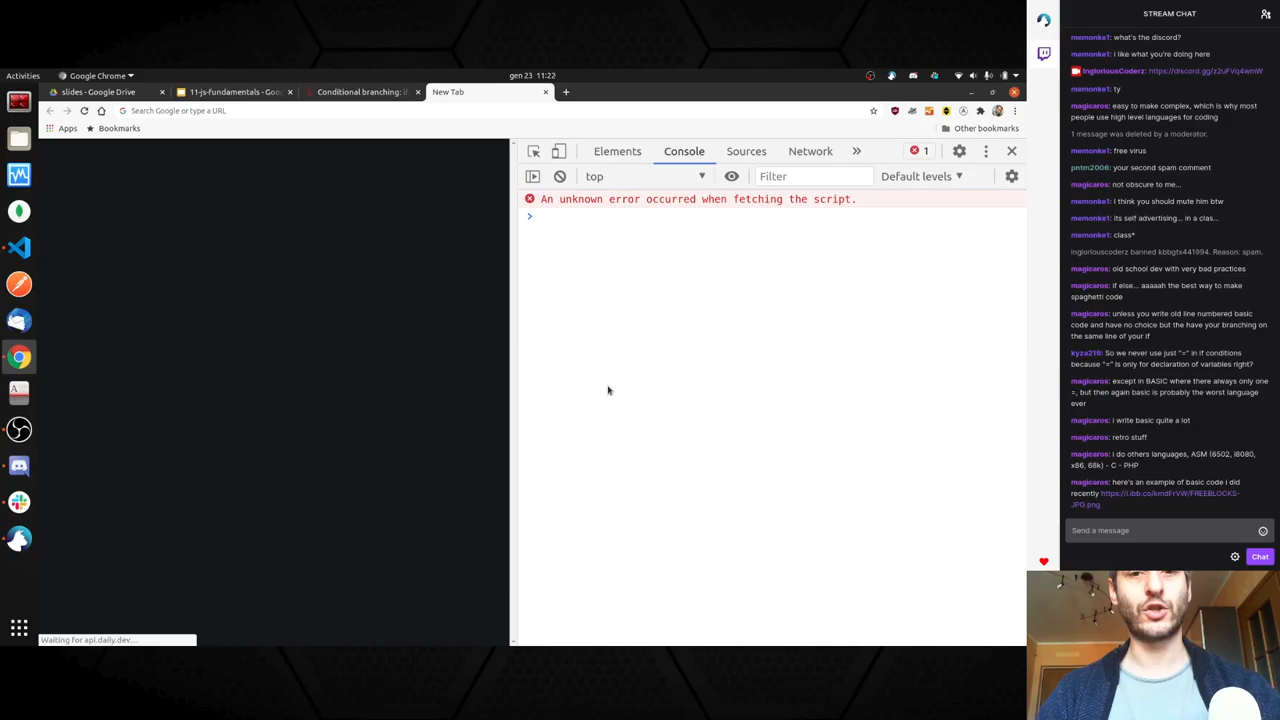 Activities
Google Chrome
gen 23 11:22
slides - Google Drive
11-js-fundamentals - Goo
Conditional branching: if
New Tab
Search Google or type a URL
Apps
Bookmarks
Other bookmarks
Elements
Console
Sources
Network
1
top
Filter
Default levels
An unknown error occurred when fetching the script.
Waiting for api.daily.dev...
STREAM CHAT
memonke1: what's the discord?
memonke1: i like what you're doing here
IngloriousCoderz: https://discord.gg/z2uFVq4wmW
memonke1: ty
magicaros: easy to make complex, which is why most
people use high level languages for coding
1 message was deleted by a moderator.
memonke1: free virus
pntm2006: your second spam comment
magicaros: not obscure to me...
memonke1: I think you should mute him btw
memonke1: its self advertising... in a clas...
memonke1: class*
ingloriouscoderz banned kbbgtx441994. Reason: spam.
magicaros: old school dev with very bad practices
magicaros: if else... aaaaah the best way to make
spaghetti code
magicaros: unless you write old line numbered basic
code and have no choice but the have your branching on
the same line of your if
kyza219: So we never use just "=" in if conditions
because "=" is only for declaration of variables right?
magicaros: except in BASIC where there always only one
=, but then again basic is probably the worst language
ever
magicaros: i write basic quite a lot
magicaros: retro stuff
magicaros: i do others languages, ASM (6502, i8080,
x86, 68k) - C - PHP
magicaros: here's an example of basic code i did
recently https://i.ibb.co/kmdFrVW/FREEBLOCKS-
JPG.png
Send a message
Chat